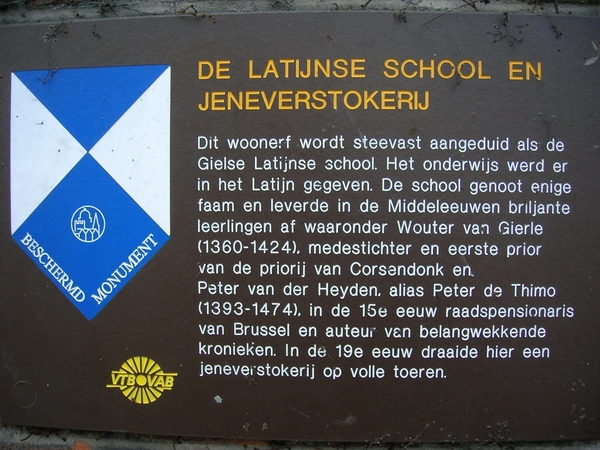 DE LATIJNSE SCHOOL EN
JENEVERSTOKERIJ
Dit woonerf wordt steevast aangeduid als de
Gielse Latijnse school. Het onderwijs werd er
in het Latijn gegeven. De school genoot enige
faam en leverde in de Middeleeuwen briljante
leerlingen af waaronder Wouter van Gierle
(1360-1424), medestichter en eerste prior
van de priorij van Corsendonk en
Peter van der Heyden, alias Peter de Thimo
(1393-1474), in de 15e eeuw raadspensionaris
van Brussel en auteur van belangwekkende
kronieken. In de 19e eeuw draaide hier een
jeneverstokerij op volle toeren.
BESCHERMD
MONUMENT
VTB-VAB